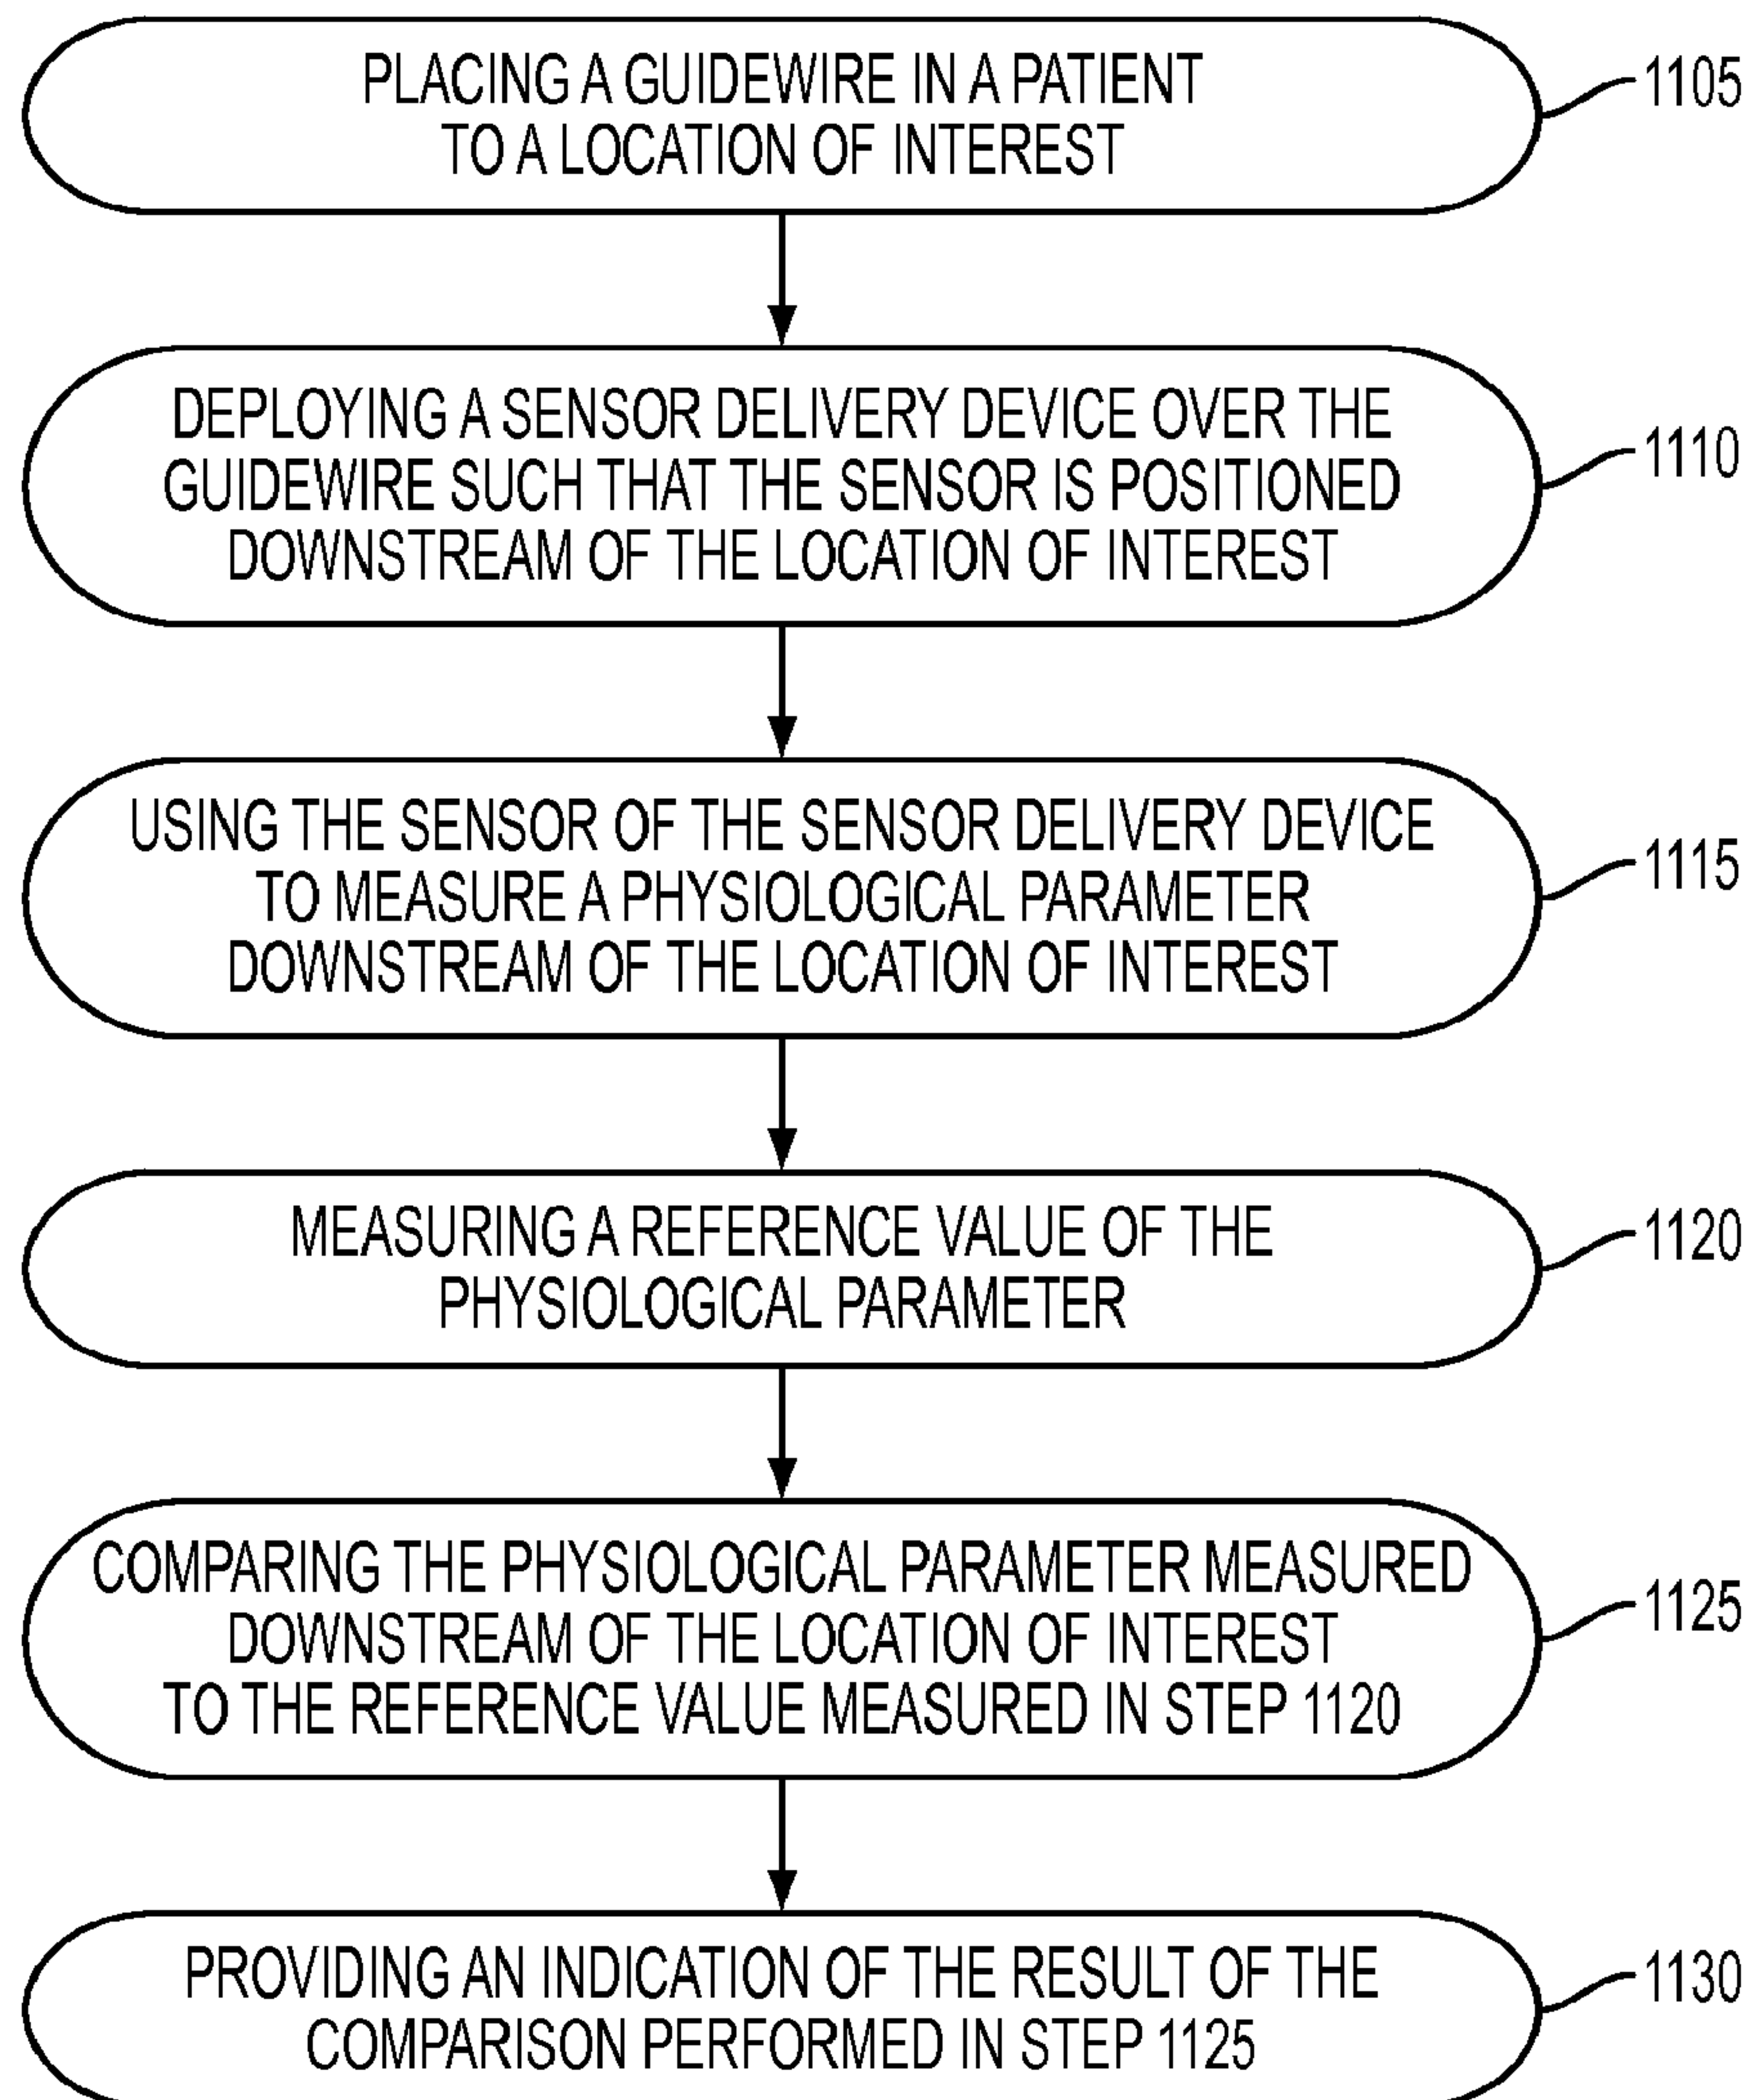 PLACING A GUIDEWIRE IN A PATIENT
TO A LOCATION OF INTEREST
1105
DEPLOYING A SENSOR DELIVERY DEVICE OVER THE
GUIDEWIRE SUCH THAT THE SENSOR IS POSITIONED
DOWNSTREAM OF THE LOCATION OF INTEREST
1110
USING THE SENSOR OF THE SENSOR DELIVERY DEVICE
TO MEASURE A PHYSIOLOGICAL PARAMETER
DOWNSTREAM OF THE LOCATION OF INTEREST
1115
MEASURING A REFERENCE VALUE OF THE
PHYSIOLOGICAL PARAMETER
1120
COMPARING THE PHYSIOLOGICAL PARAMETER MEASURED
DOWNSTREAM OF THE LOCATION OF INTEREST
TO THE REFERENCE VALUE MEASURED IN STEP 1120
1125
PROVIDING AN INDICATION OF THE RESULT OF THE
COMPARISON PERFORMED IN STEP 1125
1130